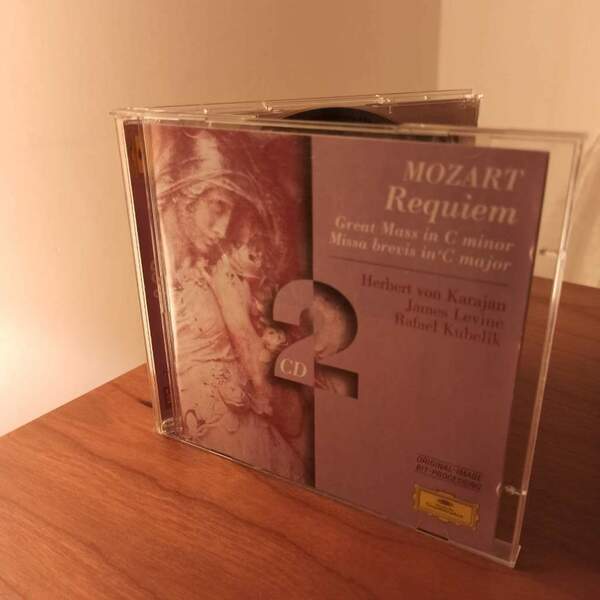 MOZART
Requiem
Great Mass in C minor
Missa brevis in C major
Herbert von Karajan
James Levine
Rafael Kubelik
2
CD
ORIGINAL-IMAGE
BIT-PROCESSING